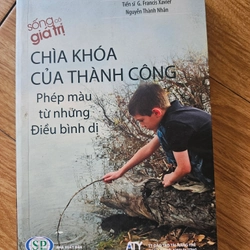 Tiến sĩ G. Francis Xavier
Nguyễn Thành Nhân
sống có
giá trị
CHÌA KHÓA
CỦA THÀNH CÔNG
Phép màu
từ những
Điều bình dị